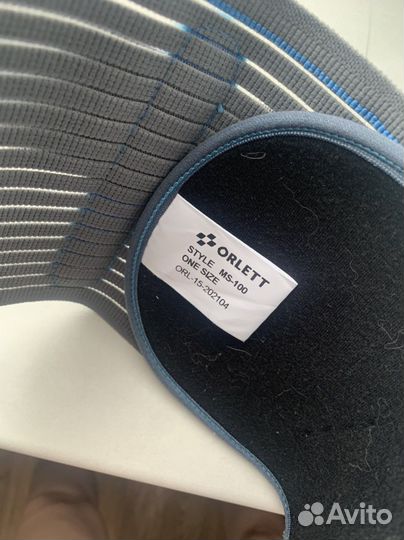 ORLETT
STYLE MS-100
ONE SIZE
ORL-15-202104
Avito